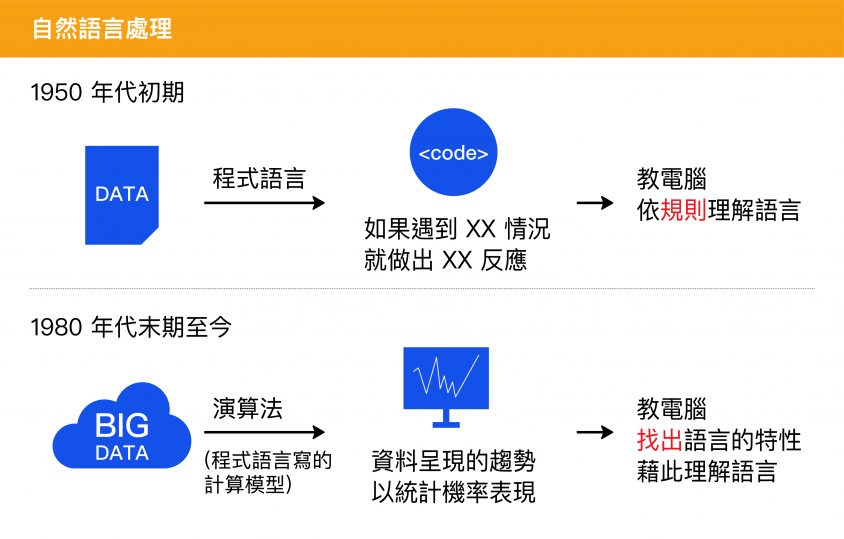 自然語言處理
1950 年代初期
DATA
程式語言
<code>
如果遇到 XX 情況
就做出 XX 反應
教電腦
依規則理解語言
1980 年代末期至今
BIG
DATA
演算法
(程式語言寫的
計算模型)
資料呈現的趨勢
以統計機率表現
教電腦
找出語言的特性
藉此理解語言